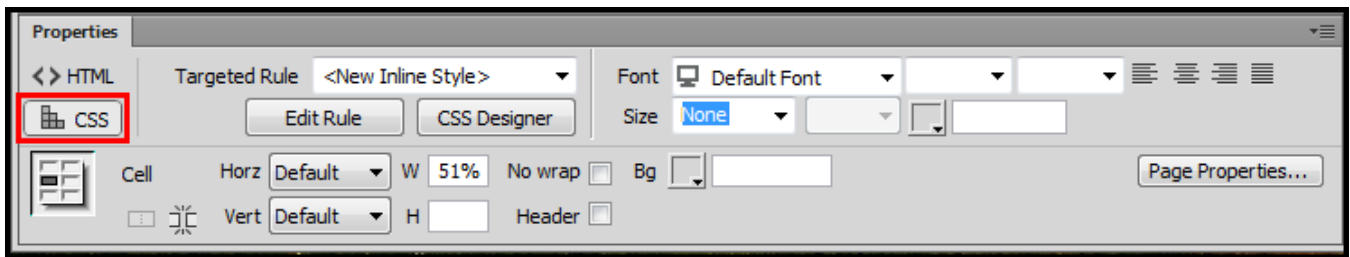 Properties
<> HTML Targeted Rule <New Inline Style> Font Default Font
CSS Edit Rule CSS Designer Size None
Cell Horz Default W 51% No wrap Bg Page Properties...
Vert Default H Header